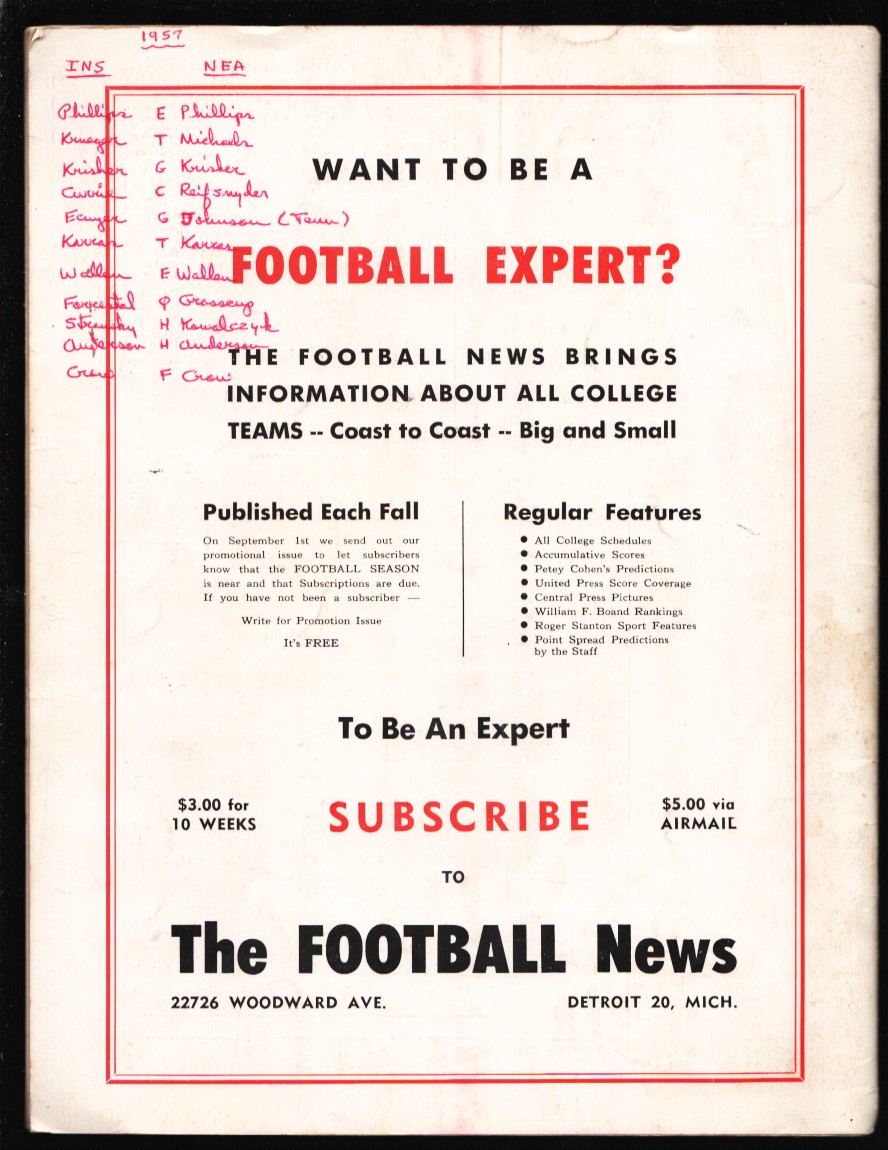 1957
INS NEA
Phillips E Phillips
Krueger T Michaels
Krisher G Krisher
Currie C Reifsnyder
Ecuyer G Johnson (Tenn)
Karras T Karras
Wallen E Wallen
Forrestal Q Grosscup
Stransky H Kowalczyk
Anderson H Anderson
Crow F Crow
WANT TO BE A
FOOTBALL EXPERT?
THE FOOTBALL NEWS BRINGS
INFORMATION ABOUT ALL COLLEGE
TEAMS -- Coast to Coast -- Big and Small
Published Each Fall
On September 1st we send out our
promotional issue to let subscribers
know that the FOOTBALL SEASON
is near and that Subscriptions are due.
If you have not been a subscriber —
Write for Promotion Issue
It's FREE
Regular Features
● All College Schedules
● Accumulative Scores
● Petey Cohen's Predictions
● United Press Score Coverage
● Central Press Pictures
● William F. Boand Rankings
● Roger Stanton Sport Features
● Point Spread Predictions
by the Staff
To Be An Expert
$3.00 for
10 WEEKS
SUBSCRIBE
$5.00 via
AIRMAIL
TO
The FOOTBALL News
22726 WOODWARD AVE. DETROIT 20, MICH.